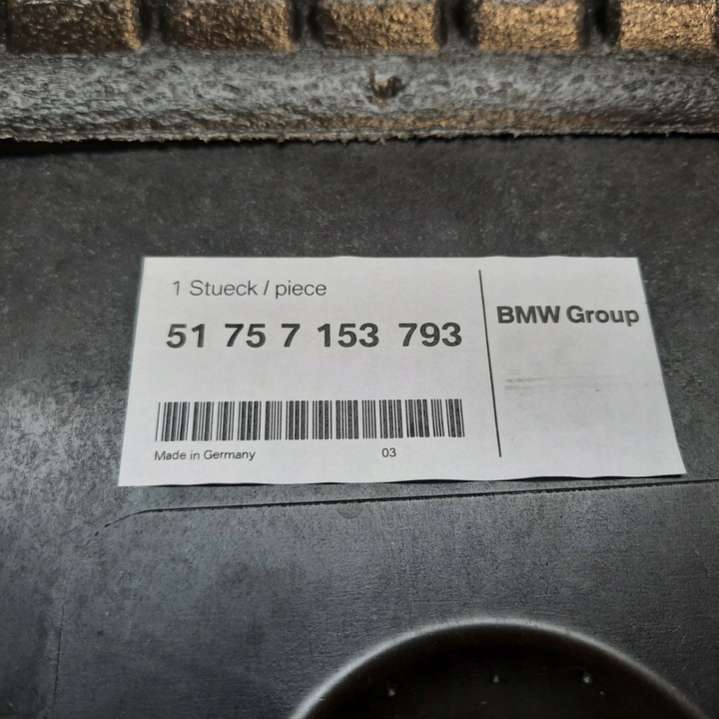 1 Stueck / piece
51 75 7 153 793
BMW Group
Made in Germany 03